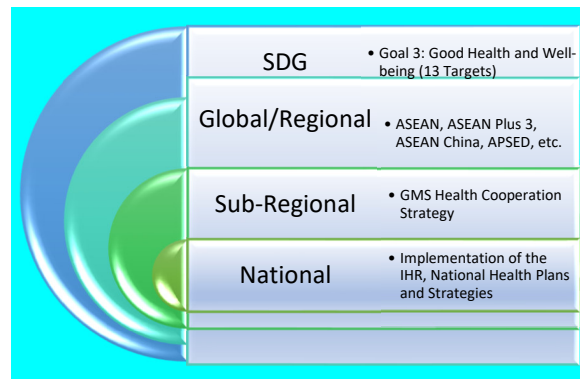 SDG
• Goal 3: Good Health and Well-
being (13 Targets)
Global/Regional
• ASEAN, ASEAN Plus 3,
ASEAN China, APSED, etc.
Sub-Regional
• GMS Health Cooperation
Strategy
National
• Implementation of the
IHR, National Health Plans
and Strategies